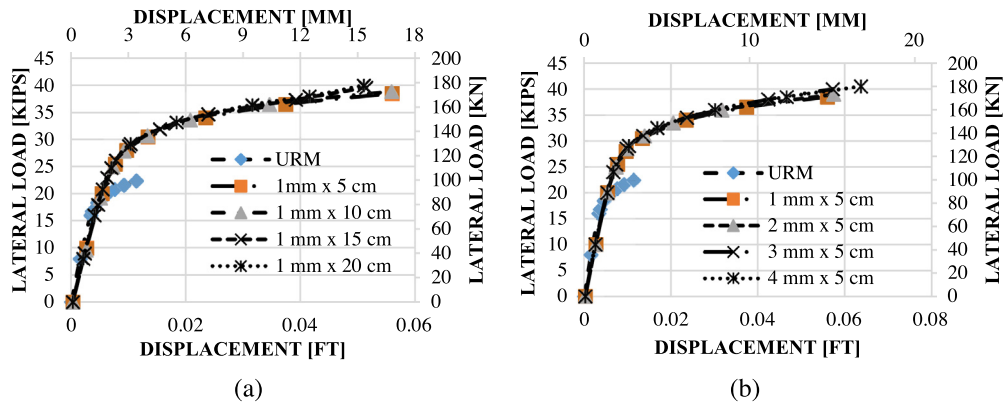 DISPLACEMENT [MM]
0 3 6 9 12 15 18
LATERAL LOAD [KIPS]
45
40
35
30
25
20
15
10
5
0
200
180
160
140
120
100
80
60
40
20
0
LATERAL LOAD [KN]
URM
1mm x 5 cm
1 mm x 10 cm
1 mm x 15 cm
1 mm x 20 cm
0 0.02 0.04 0.06
DISPLACEMENT [FT]
(a)
DISPLACEMENT [MM]
0 10 20
LATERAL LOAD [KIPS]
45
40
35
30
25
20
15
10
5
0
200
180
160
140
120
100
80
60
40
20
0
LATERAL LOAD [KN]
URM
1 mm x 5 cm
2 mm x 5 cm
3 mm x 5 cm
4 mm x 5 cm
0 0.02 0.04 0.06 0.08
DISPLACEMENT [FT]
(b)